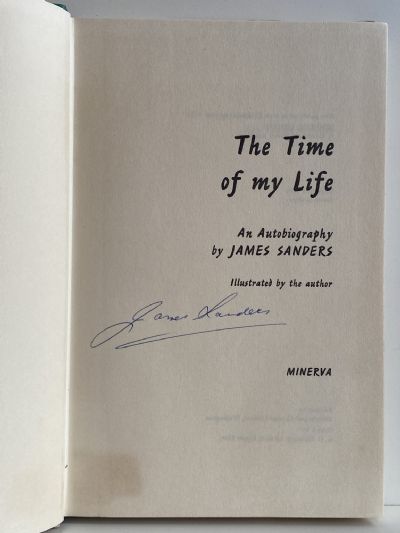 The Time
of my Life
An Autobiography
by JAMES SANDERS
Illustrated by the author
James Sanders
MINERVA